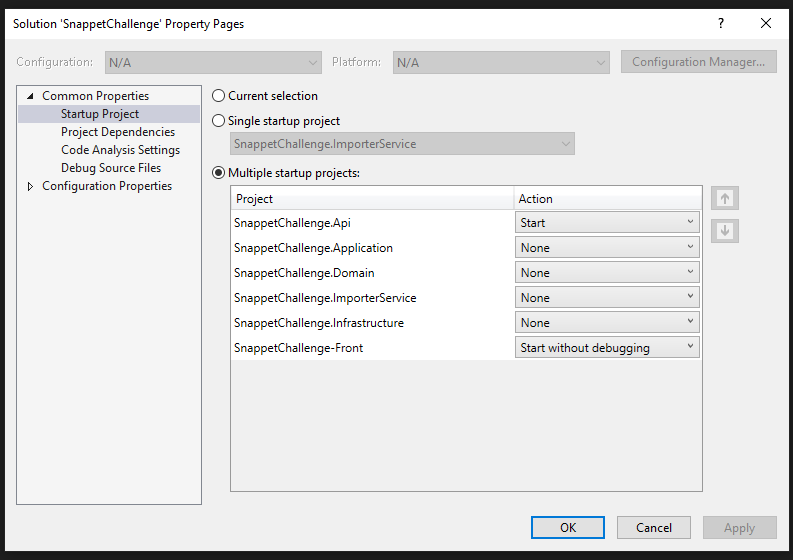 Solution 'SnappetChallenge' Property Pages
?
Configuration: N/A Platform: N/A Configuration Manager...
Common Properties
Startup Project
Project Dependencies
Code Analysis Settings
Debug Source Files
Configuration Properties
Current selection
Single startup project
SnappetChallenge.ImporterService
Multiple startup projects:
Project Action
SnappetChallenge.Api Start
SnappetChallenge.Application None
SnappetChallenge.Domain None
SnappetChallenge.ImporterService None
SnappetChallenge.Infrastructure None
SnappetChallenge-Front Start without debugging
OK Cancel Apply